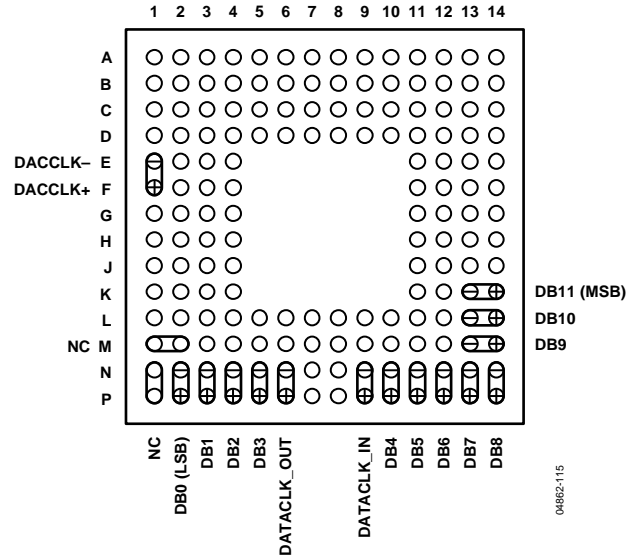 1 2 3 4 5 6 7 8 9 10 11 12 13 14
A
B
C
D
DACCLK– E
DACCLK+ F
G
H
J
K DB11 (MSB)
L DB10
NC M DB9
N
P
NC
DB0 (LSB)
DB1
DB2
DB3
DATACLK_OUT
DATACLK_IN
DB4
DB5
DB6
DB7
DB8
04862-115